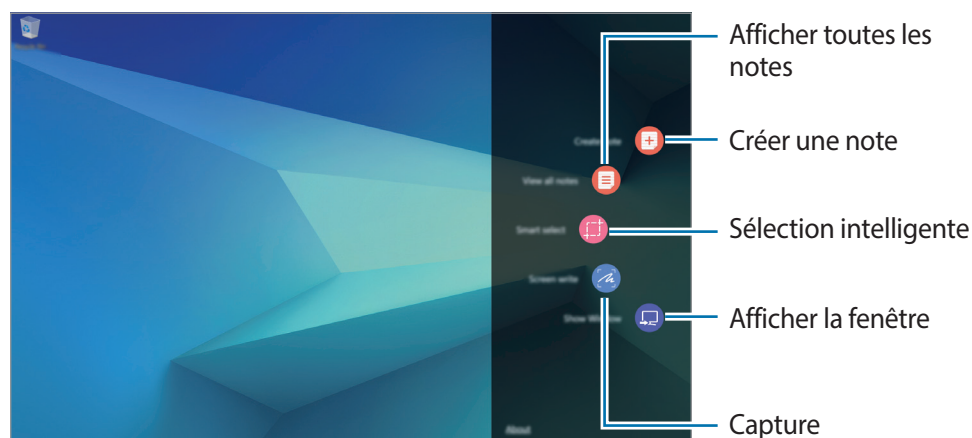 Afficher toutes les
notes
Create note
Créer une note
View all notes
Smart select
Sélection intelligente
Screen write
Show Window
Afficher la fenêtre
About
Capture